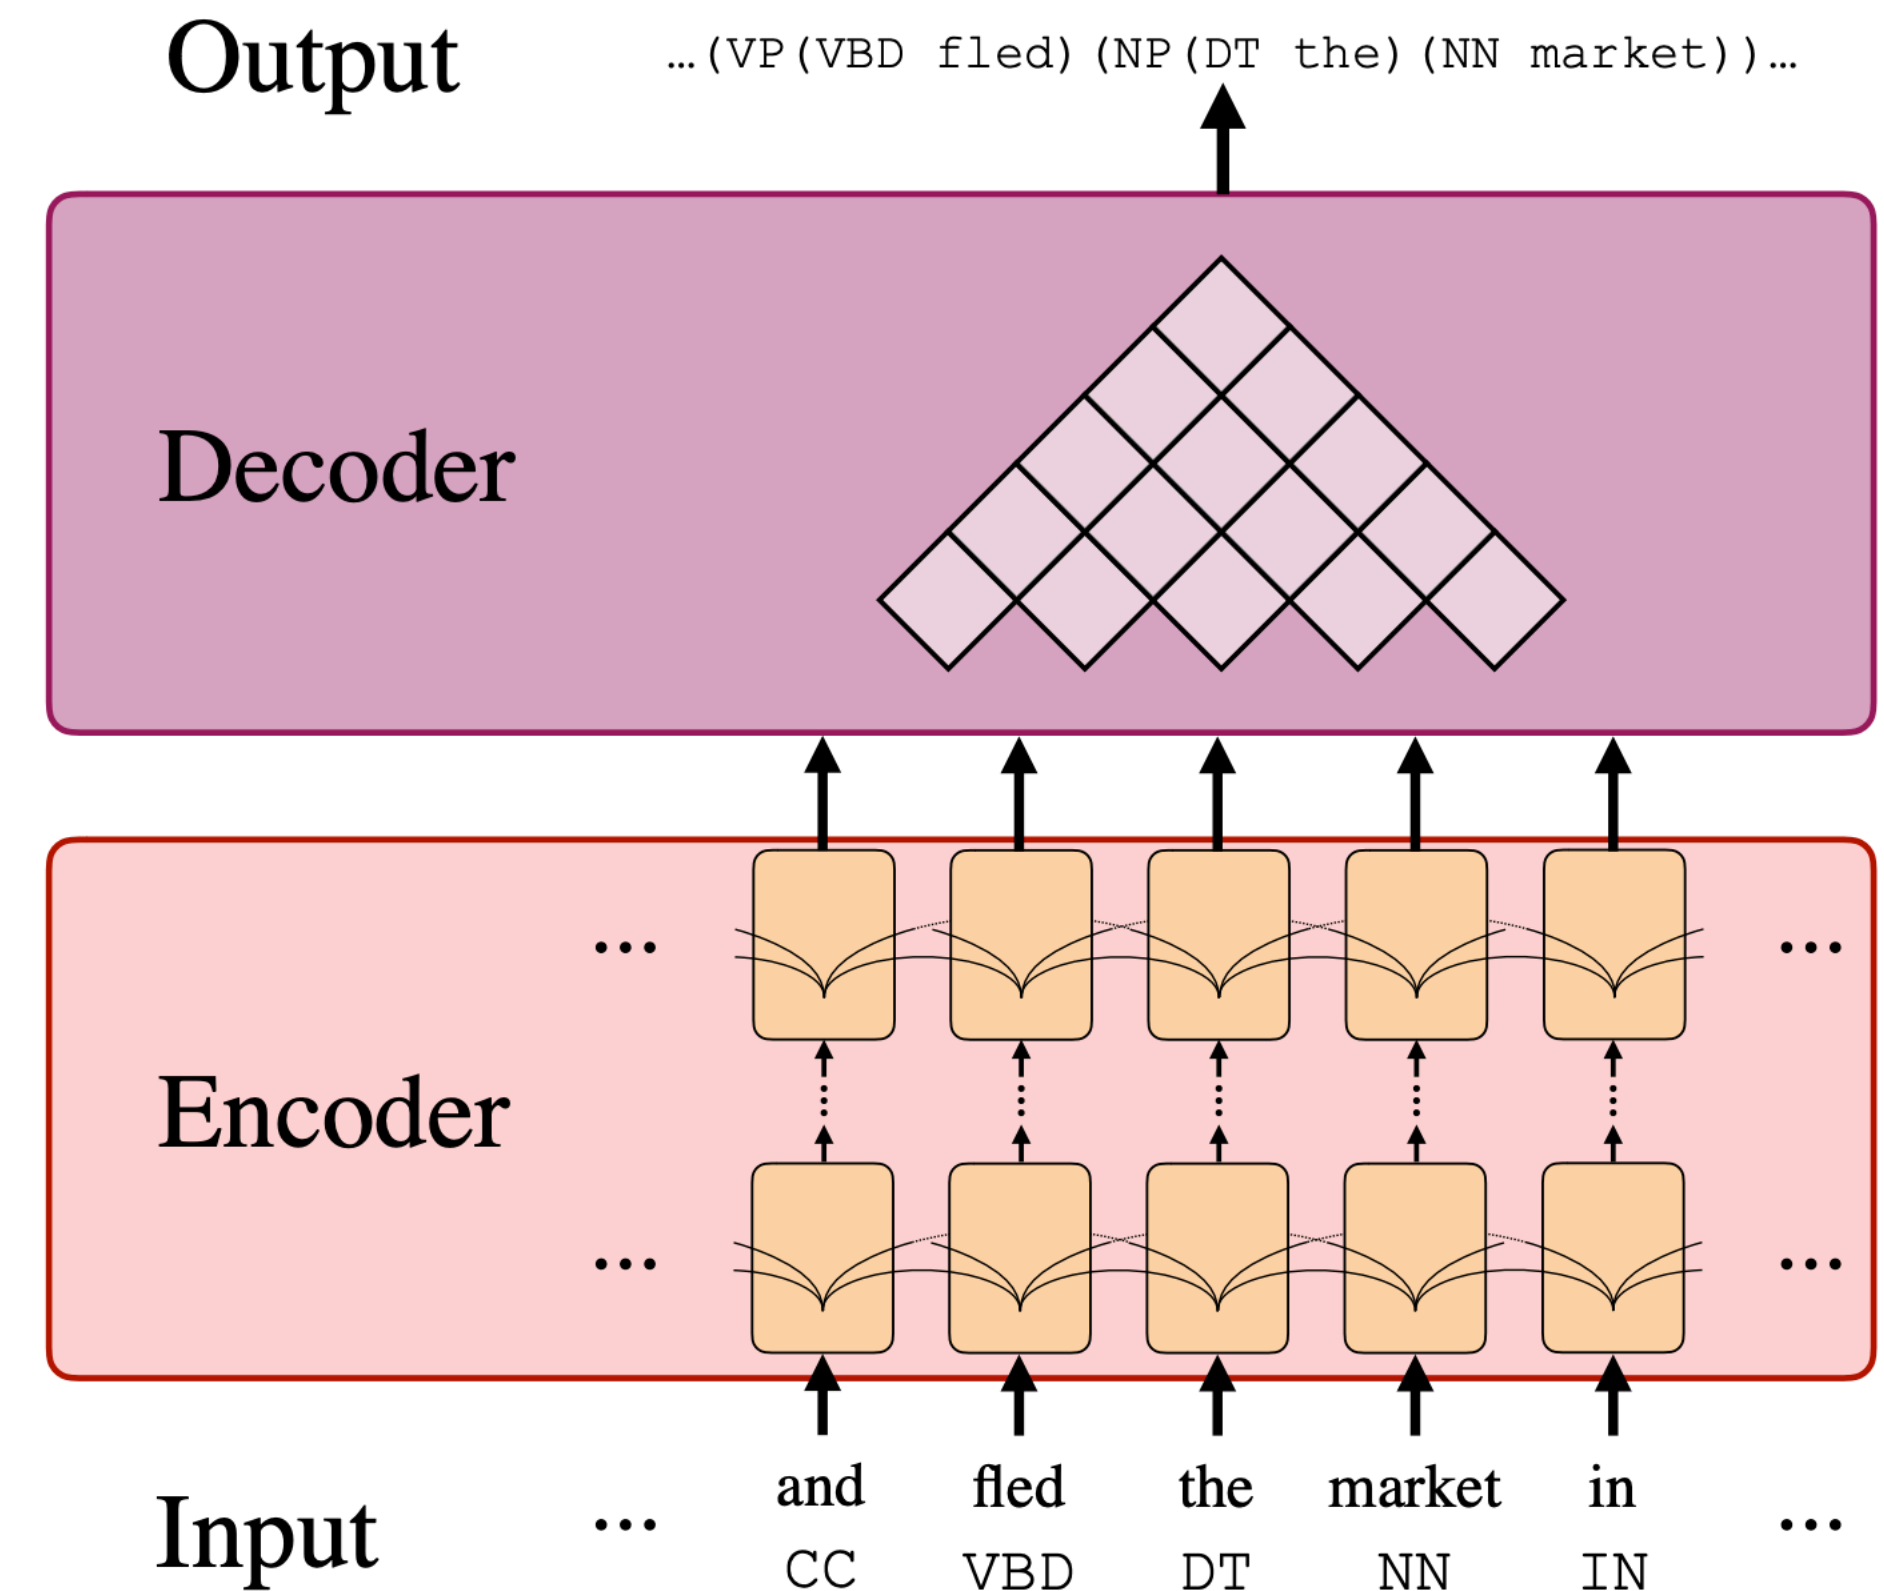 Output …(VP(VBD fled)(NP(DT the)(NN market))…
Decoder
Encoder
... ...
... ...
Input ... and fled the market in ...
CC VBD DT NN IN